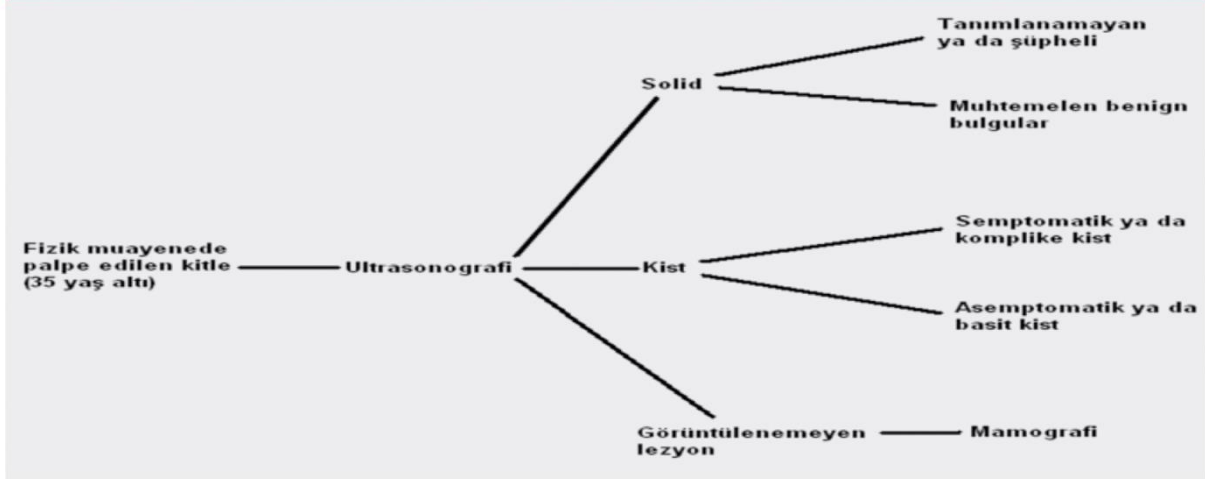 Fizik muayenede
palpe edilen kitle
(35 yaş altı)
Ultrasonografi
Solid
Tanımlanamayan
ya da şüpheli
Muhtemelen benign
bulgular
Kist
Semptomatik ya da
komplike kist
Asemptomatik ya da
basit kist
Görüntülenemeyen
lezyon
Mamografi